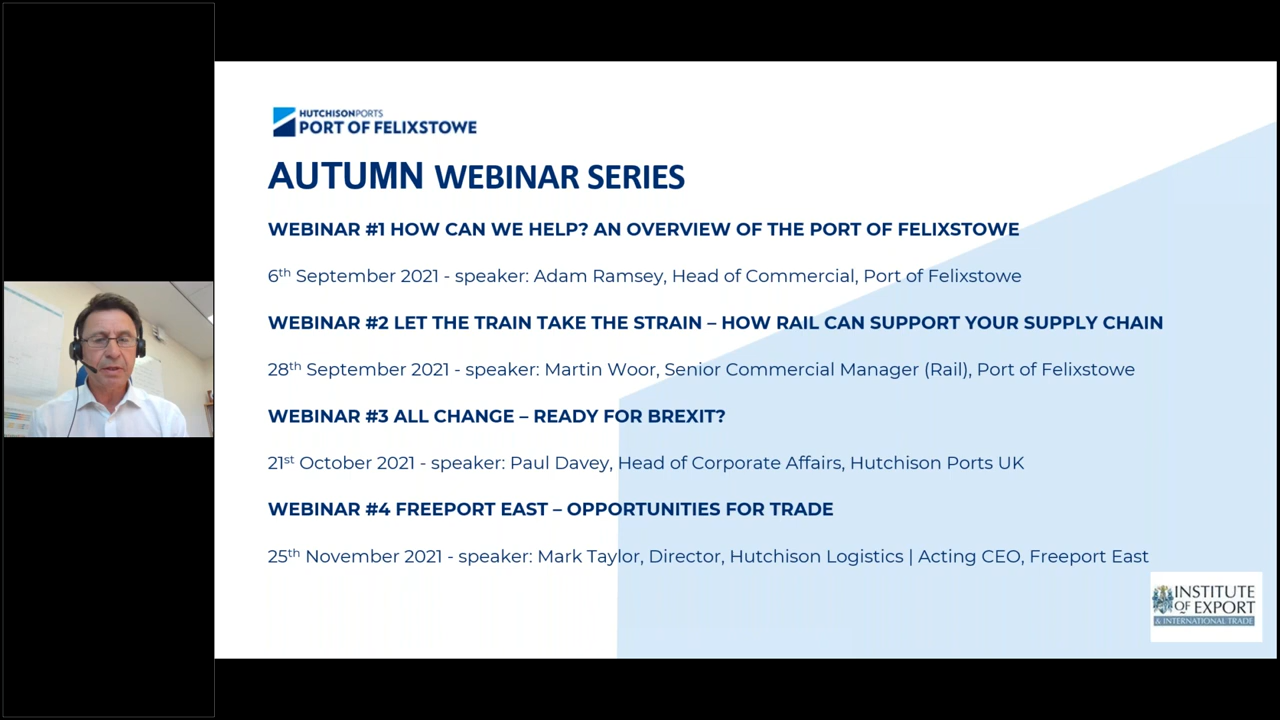 HUTCHISONPORTS
PORT OF FELIXSTOWE
AUTUMN WEBINAR SERIES
WEBINAR #1 HOW CAN WE HELP? AN OVERVIEW OF THE PORT OF FELIXSTOWE
6th September 2021 - speaker: Adam Ramsey, Head of Commercial, Port of Felixstowe
WEBINAR #2 LET THE TRAIN TAKE THE STRAIN – HOW RAIL CAN SUPPORT YOUR SUPPLY CHAIN
28th September 2021 - speaker: Martin Woor, Senior Commercial Manager (Rail), Port of Felixstowe
WEBINAR #3 ALL CHANGE – READY FOR BREXIT?
21st October 2021 - speaker: Paul Davey, Head of Corporate Affairs, Hutchison Ports UK
WEBINAR #4 FREEPORT EAST – OPPORTUNITIES FOR TRADE
25th November 2021 - speaker: Mark Taylor, Director, Hutchison Logistics | Acting CEO, Freeport East
INSTITUTE
OF EXPORT
& INTERNATIONAL TRADE